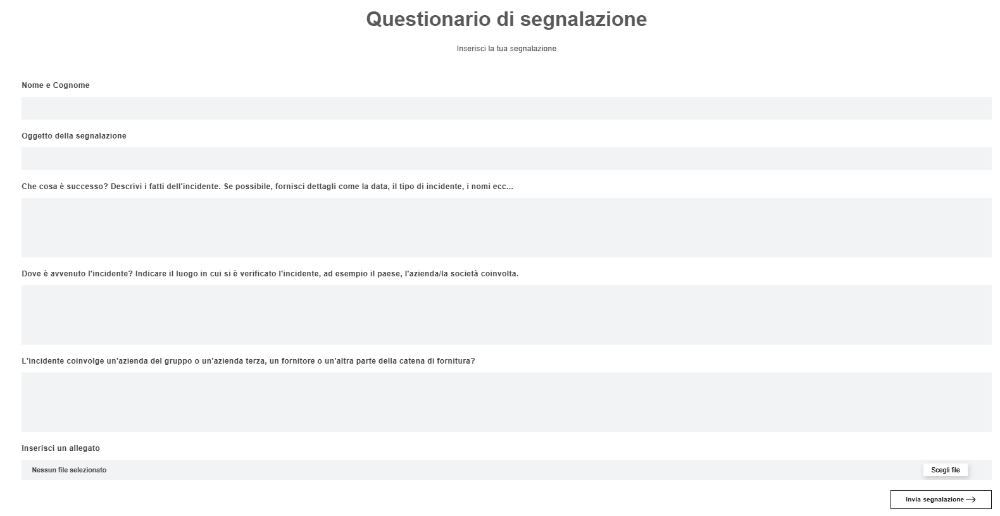 Questionario di segnalazione
Inserisci la tua segnalazione
Nome e Cognome
Oggetto della segnalazione
Che cosa è successo? Descrivi i fatti dell'incidente. Se possibile, fornisci dettagli come la data, il tipo di incidente, i nomi ecc...
Dove è avvenuto l'incidente? Indicare il luogo in cui si è verificato l'incidente, ad esempio il paese, l'azienda/la società coinvolta.
L'incidente coinvolge un'azienda del gruppo o un'azienda terza, un fornitore o un'altra parte della catena di fornitura?
Inserisci un allegato
Nessun file selezionato Scegli file
Invia segnalazione